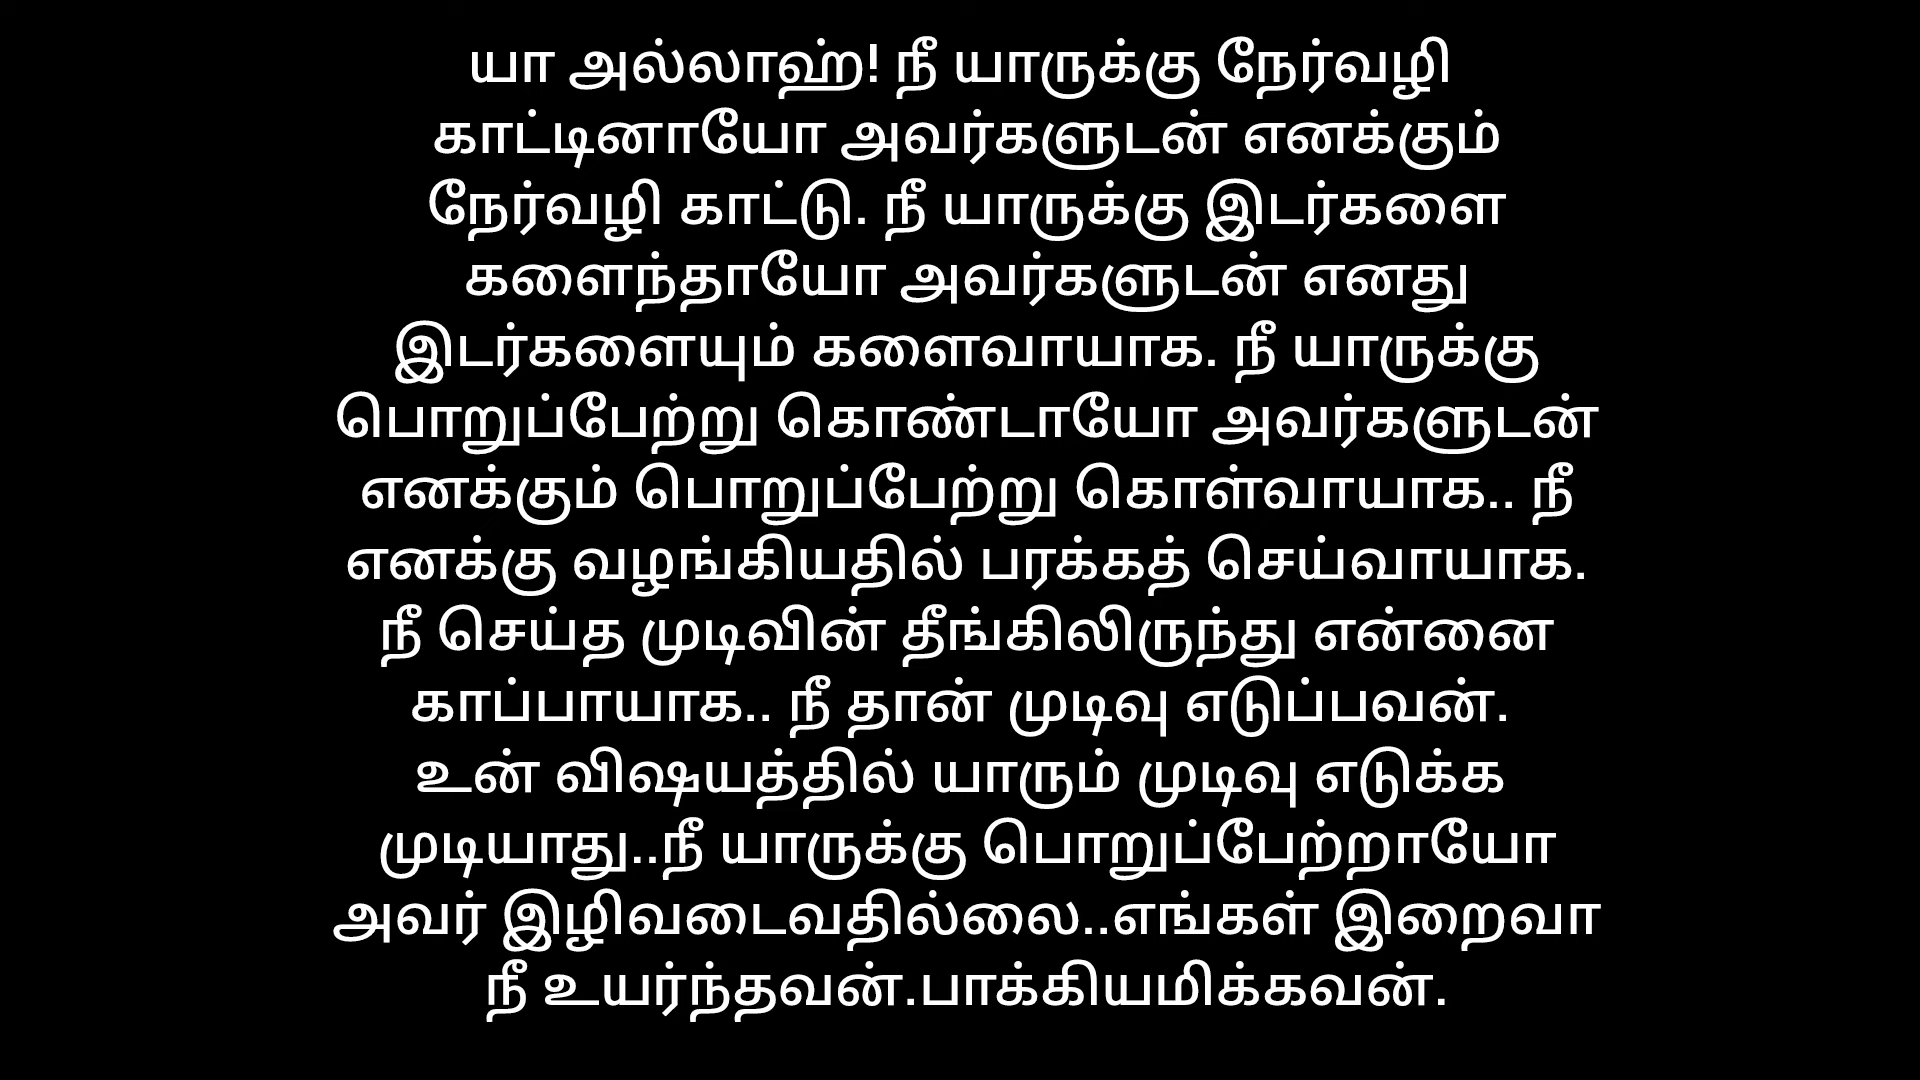 யா அல்லாஹ்! நீ யாருக்கு நேர்வழி
காட்டினாயோ அவர்களுடன் எனக்கும்
நேர்வழி காட்டு. நீ யாருக்கு இடர்களை
களைந்தாயோ அவர்களுடன் எனது
இடர்களையும் களைவாயாக. நீ யாருக்கு
பொறுப்பேற்று கொண்டாயோ அவர்களுடன்
எனக்கும் பொறுப்பேற்று கொள்வாயாக.. நீ
எனக்கு வழங்கியதில் பரக்கத் செய்வாயாக.
நீ செய்த முடிவின் தீங்கிலிருந்து என்னை
காப்பாயாக.. நீ தான் முடிவு எடுப்பவன்.
உன் விஷயத்தில் யாரும் முடிவு எடுக்க
முடியாது..நீ யாருக்கு பொறுப்பேற்றாயோ
அவர் இழிவடைவதில்லை..எங்கள் இறைவா
நீ உயர்ந்தவன்.பாக்கியமிக்கவன்.